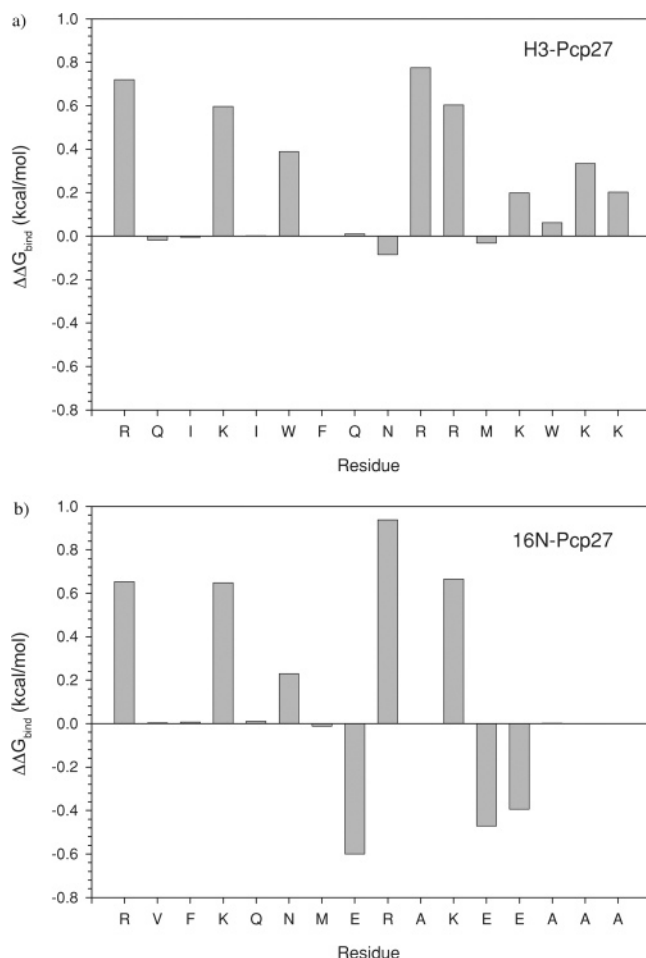 a)
H3-Pcp27
ΔΔG_bind (kcal/mol)
1.0
0.8
0.6
0.4
0.2
0.0
-0.2
-0.4
-0.6
-0.8
R Q I K I W F Q N R R M K W K K
Residue
b)
16N-Pcp27
ΔΔG_bind (kcal/mol)
1.0
0.8
0.6
0.4
0.2
0.0
-0.2
-0.4
-0.6
-0.8
R V F K Q N M E R A K E E A A A
Residue